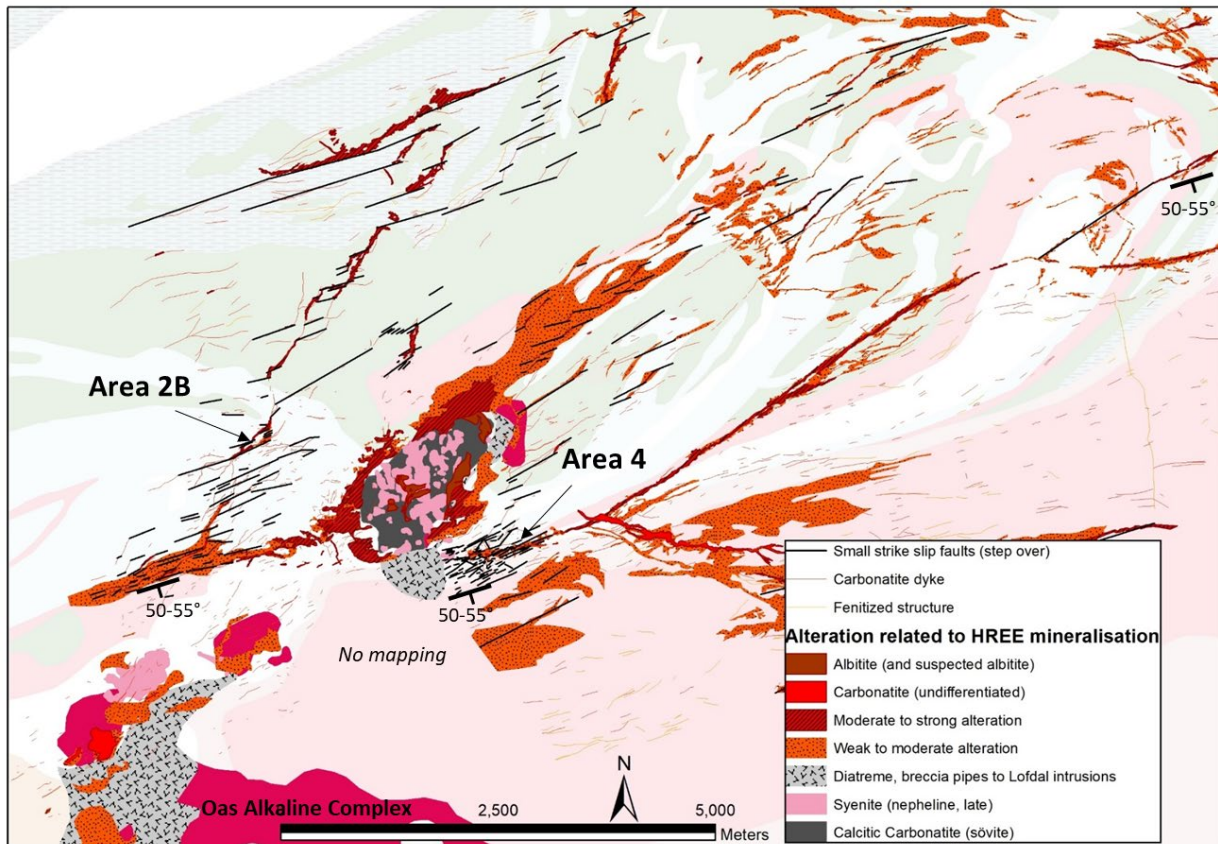 50-55°
Area 2B
Area 4
50-55°
50-55°
No mapping
Oas Alkaline Complex
N
2,500
5,000
Meters
Small strike slip faults (step over)
Carbonatite dyke
Fenitized structure
Alteration related to HREE mineralisation
Albitite (and suspected albitite)
Carbonatite (undifferentiated)
Moderate to strong alteration
Weak to moderate alteration
Diatreme, breccia pipes to Lofdal intrusions
Syenite (nepheline, late)
Calcitic Carbonatite (sövite)